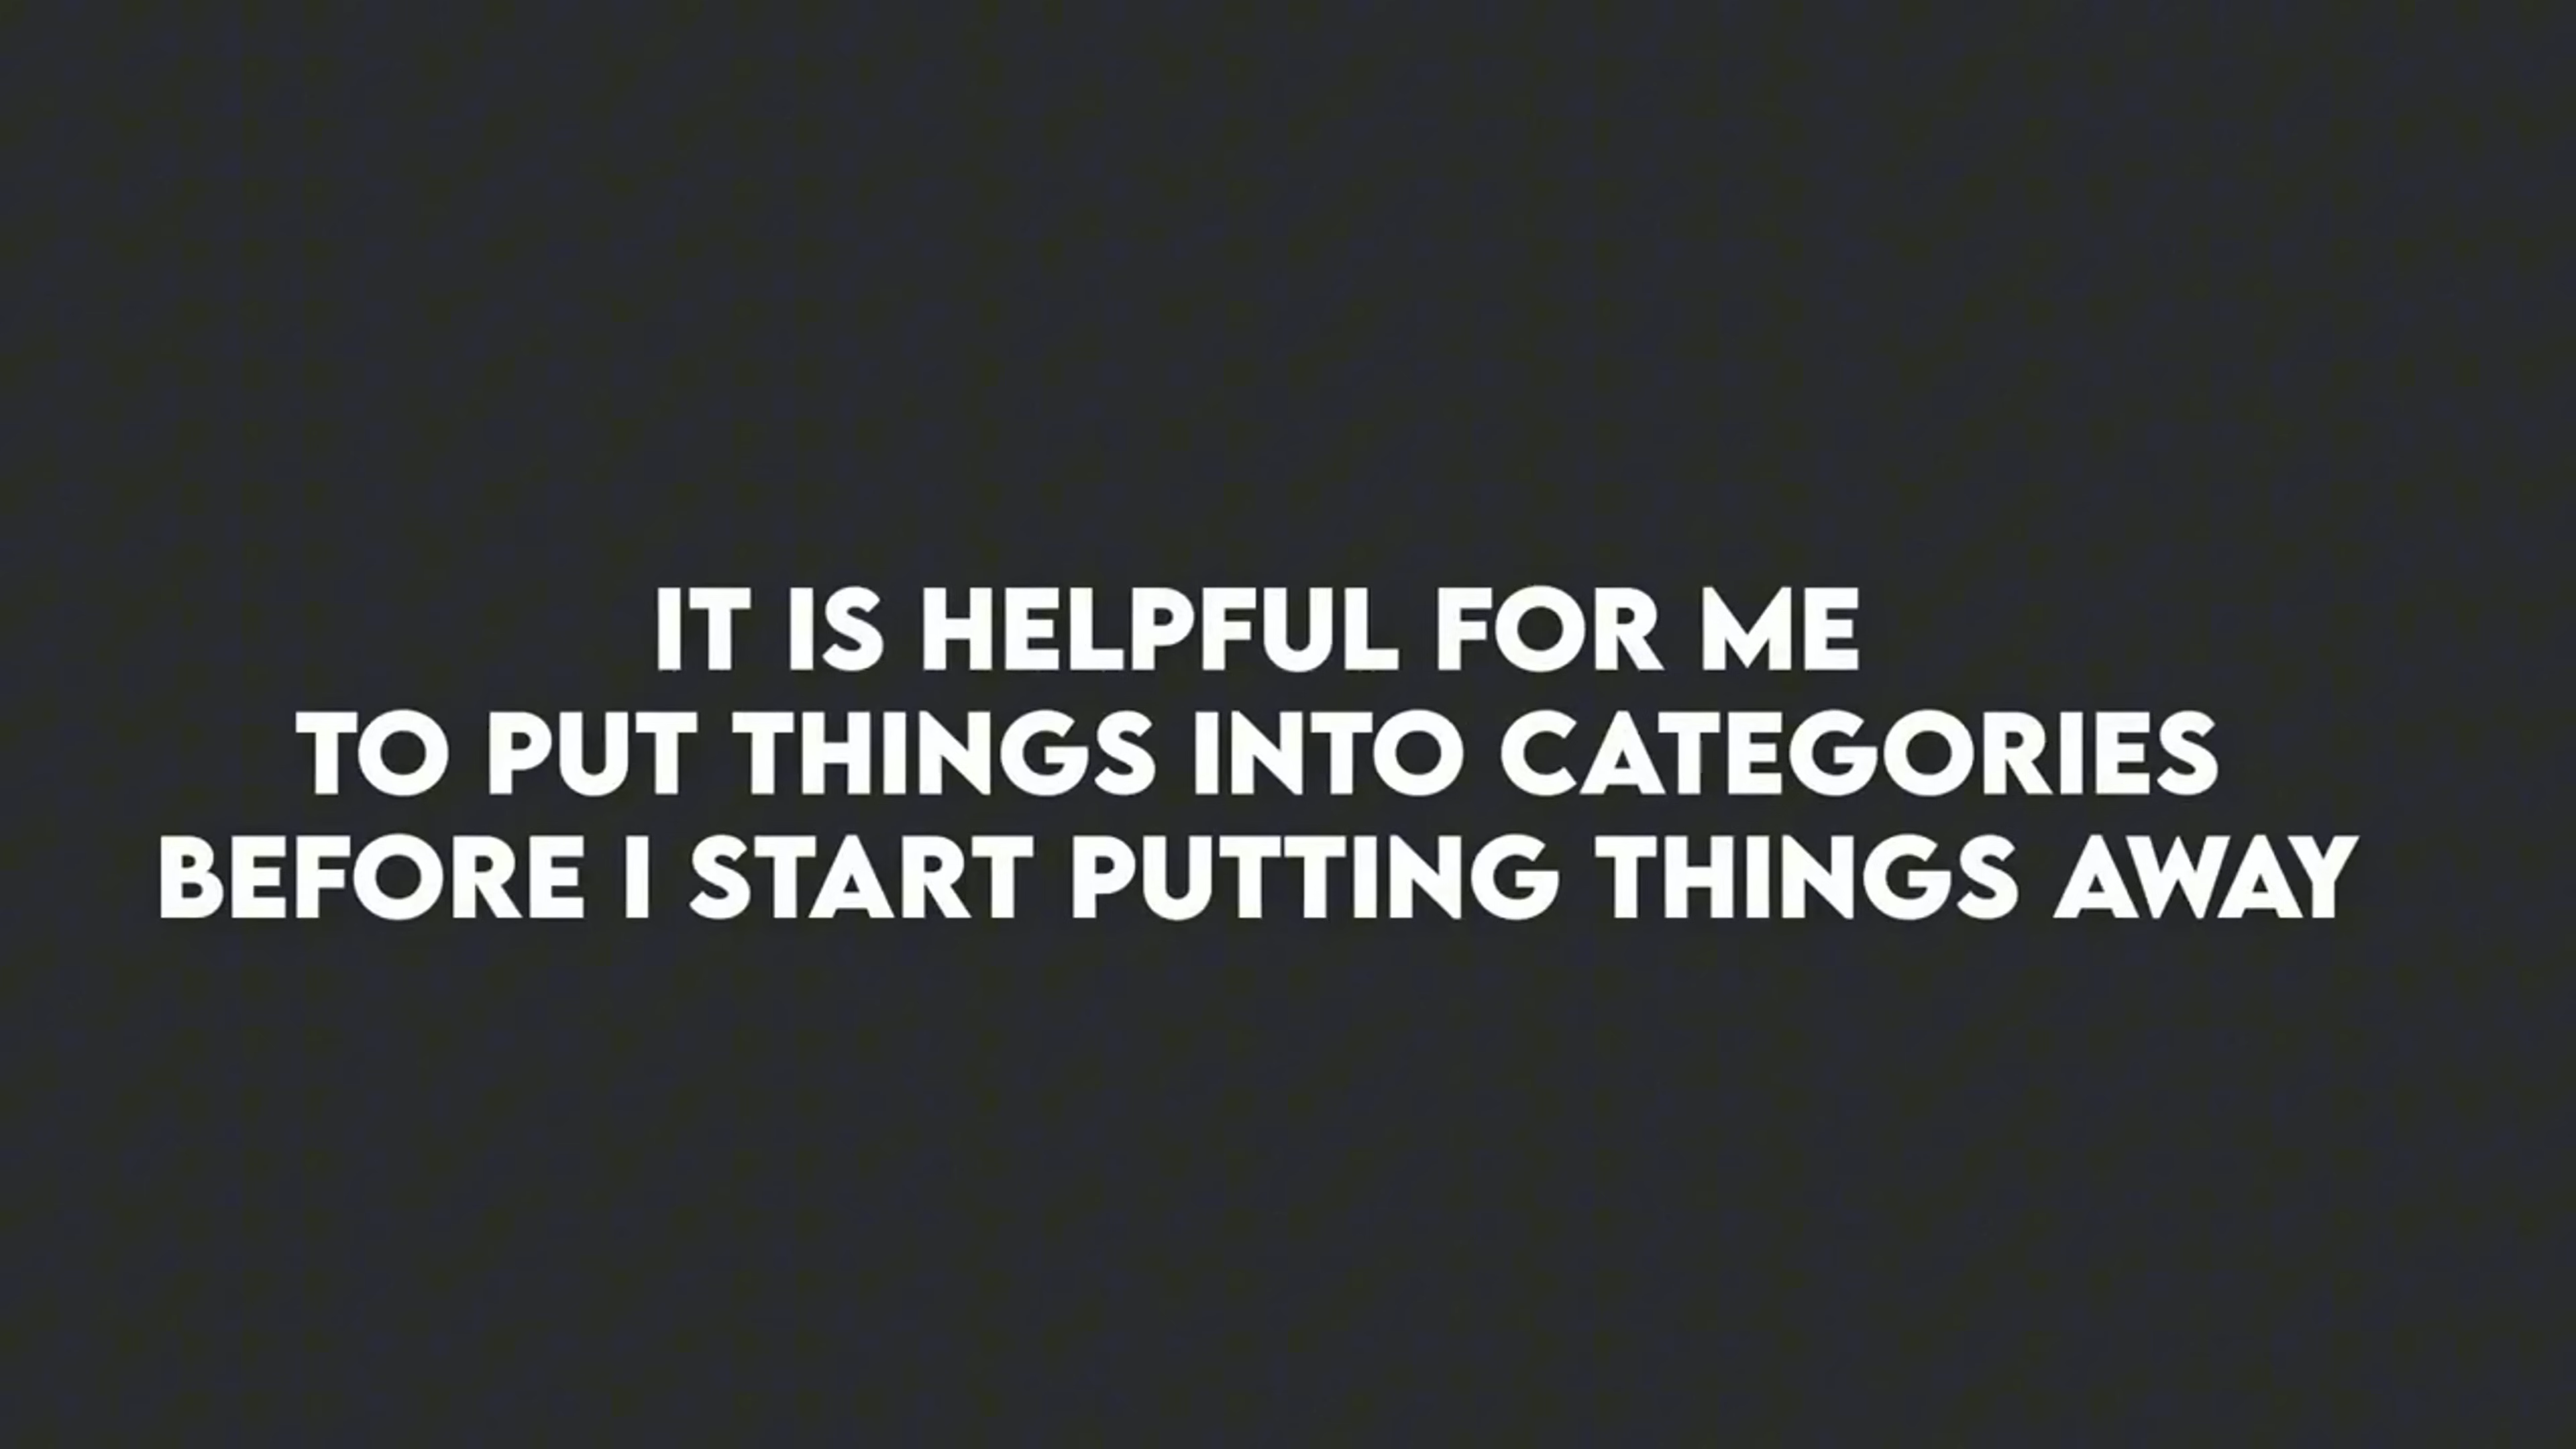 IT IS HELPFUL FOR ME
TO PUT THINGS INTO CATEGORIES
BEFORE I START PUTTING THINGS AWAY